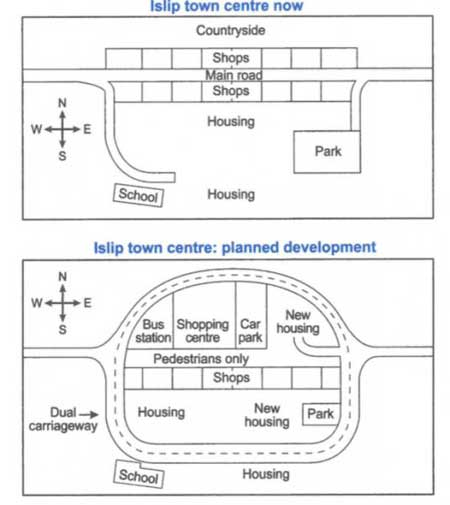 Islip town centre now
Countryside
Shops
Main road
Shops
N
W E
S
Housing
Park
School
Housing
Islip town centre: planned development
N
W E
S
Bus
station
Shopping
centre
Car
park
New
housing
Pedestrians only
Shops
Dual
carriageway
Housing
New
housing
Park
School
Housing